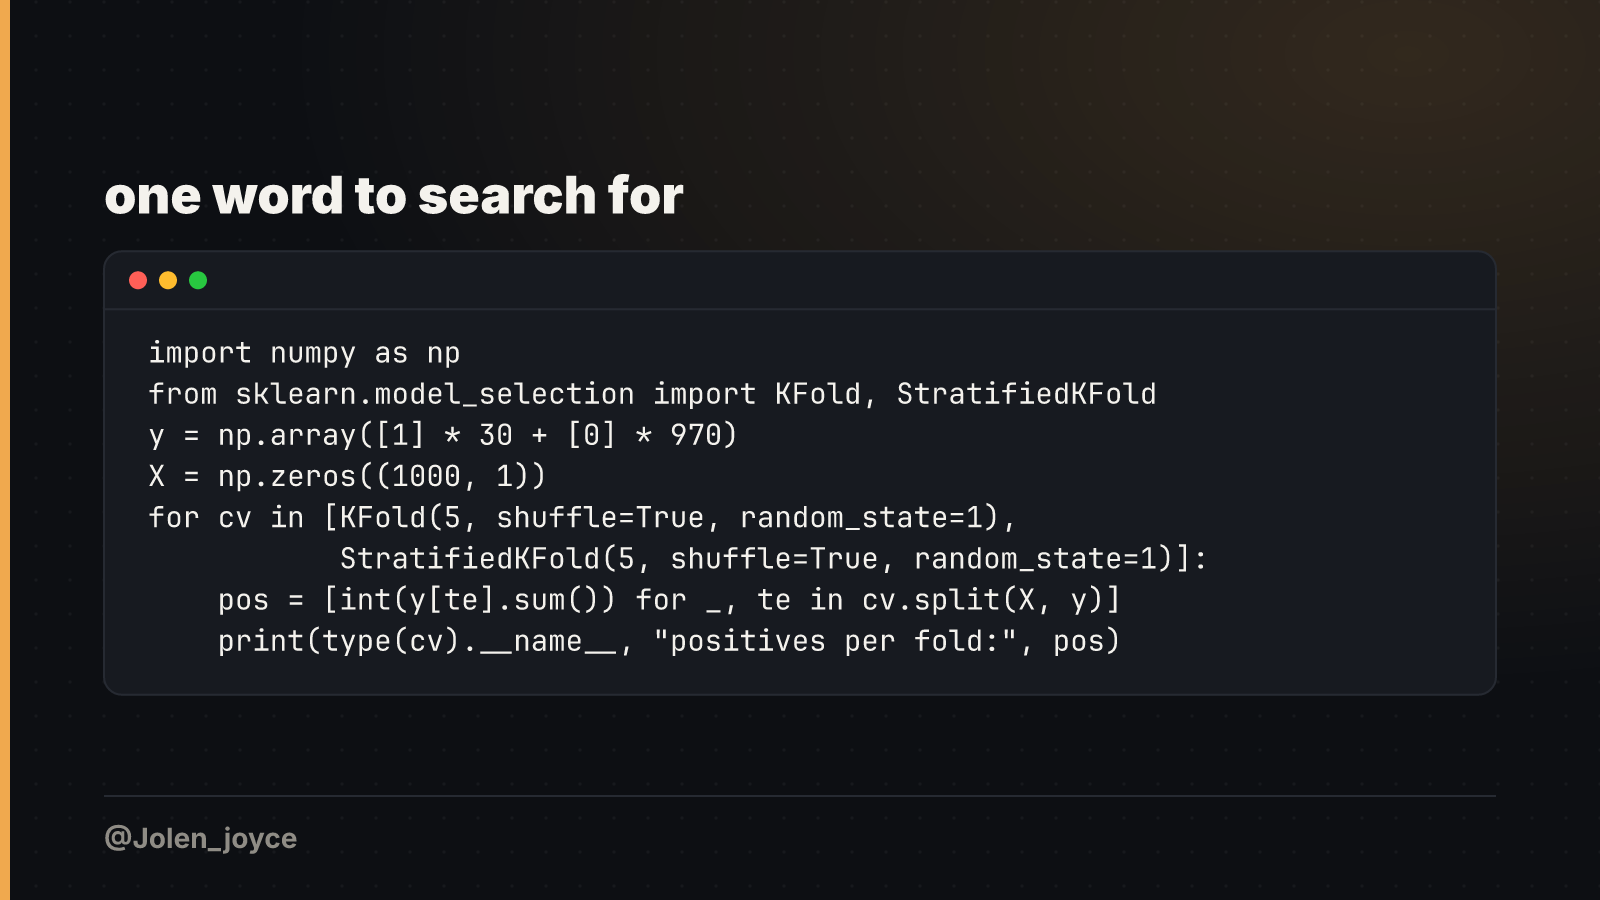 one word to search for
import numpy as np
from sklearn.model_selection import KFold, StratifiedKFold
y = np.array([1] * 30 + [0] * 970)
X = np.zeros((1000, 1))
for cv in [KFold(5, shuffle=True, random_state=1),
           StratifiedKFold(5, shuffle=True, random_state=1)]:
    pos = [int(y[te].sum()) for _, te in cv.split(X, y)]
    print(type(cv).__name__, "positives per fold:", pos)
@Jolen_joyce